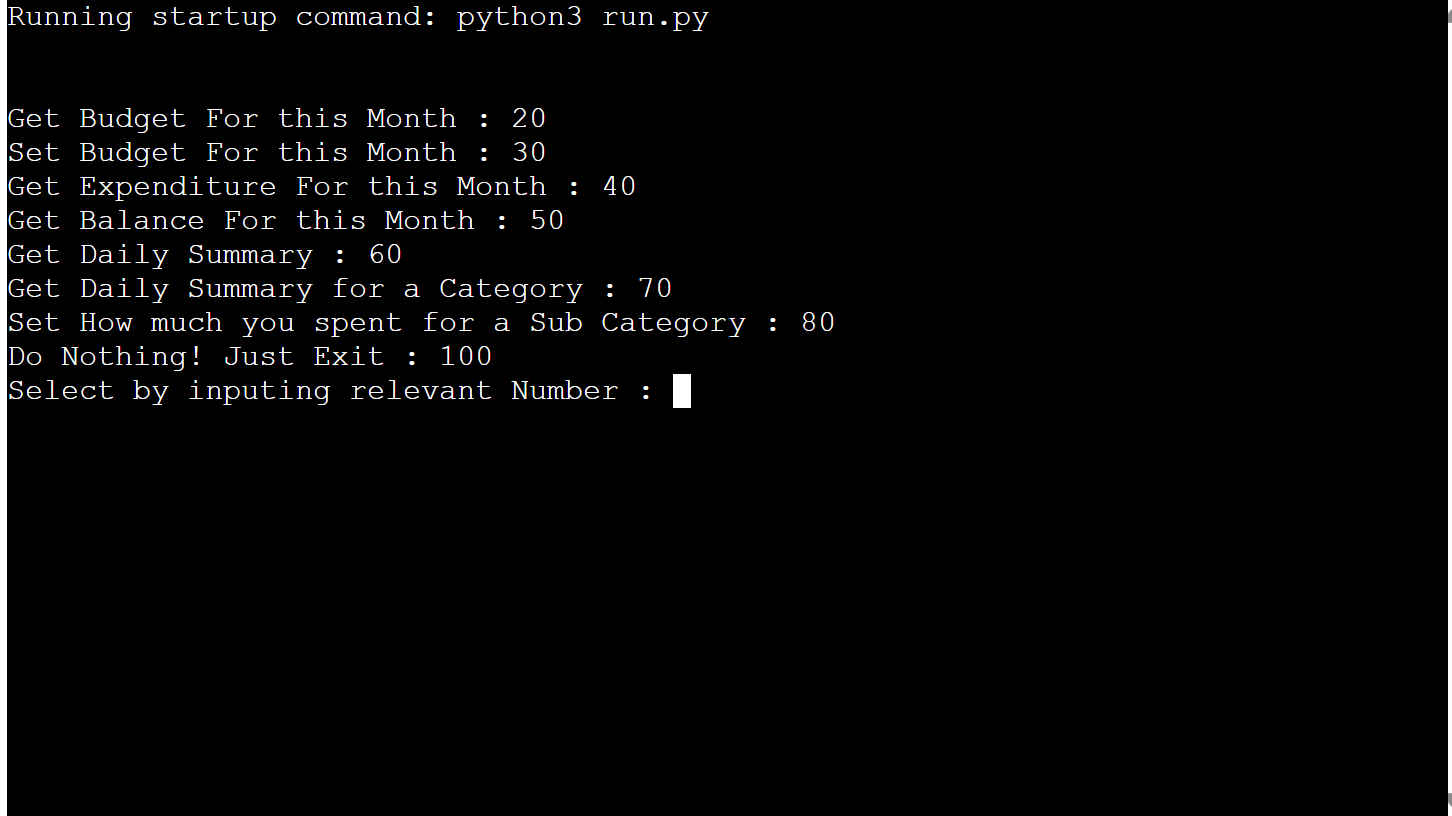 Running startup command: python3 run.py
Get Budget For this Month : 20
Set Budget For this Month : 30
Get Expenditure For this Month : 40
Get Balance For this Month : 50
Get Daily Summary : 60
Get Daily Summary for a Category : 70
Set How much you spent for a Sub Category : 80
Do Nothing! Just Exit : 100
Select by inputing relevant Number :